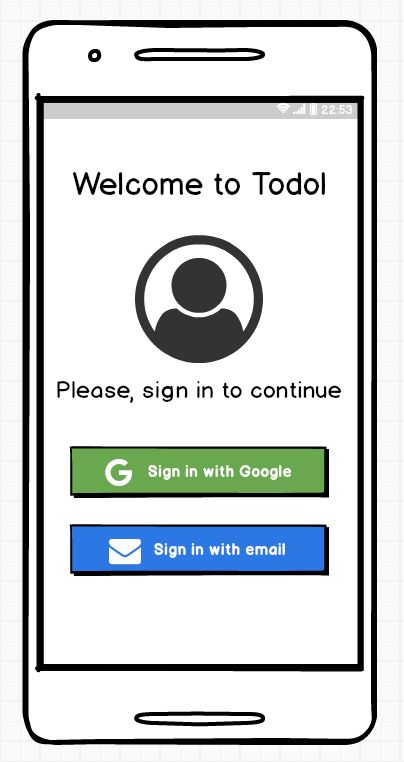 22:53
Welcome to Todol
Please, sign in to continue
G Sign in with Google
Sign in with email